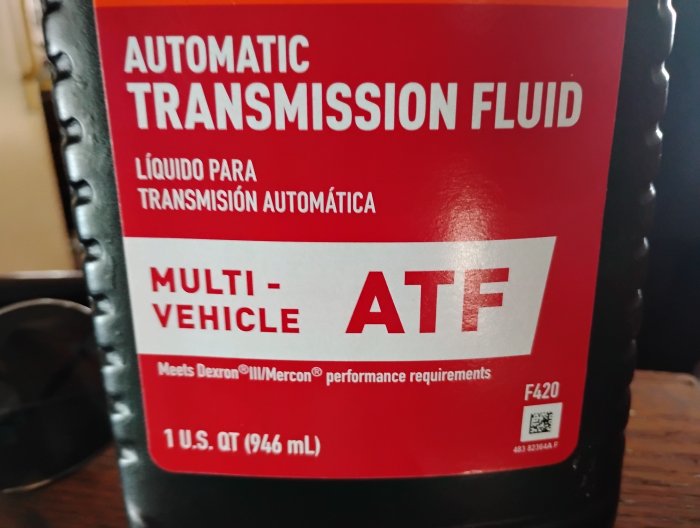 AUTOMATIC
TRANSMISSION FLUID
LÍQUIDO PARA
TRANSMISIÓN AUTOMÁTICA
MULTI -
VEHICLE
ATF
Meets Dexron®III/Mercon® performance requirements
F420
1 U.S. QT (946 mL)